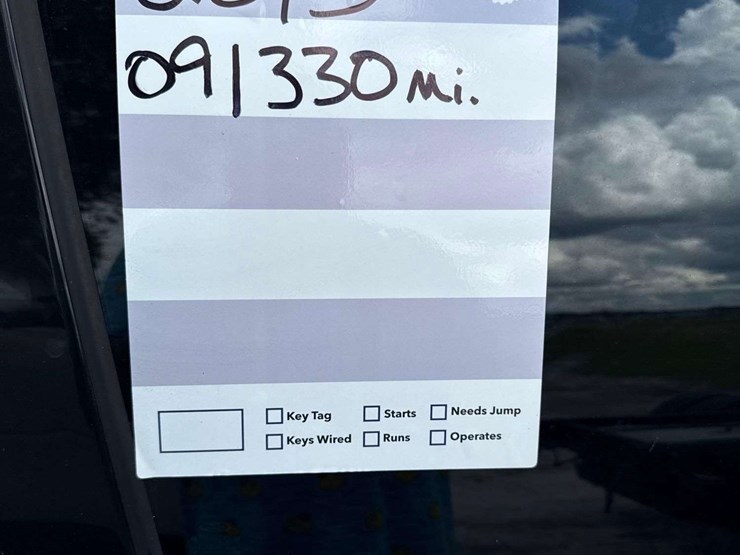 09/330 mi.
Key Tag Starts Needs Jump
Keys Wired Runs Operates